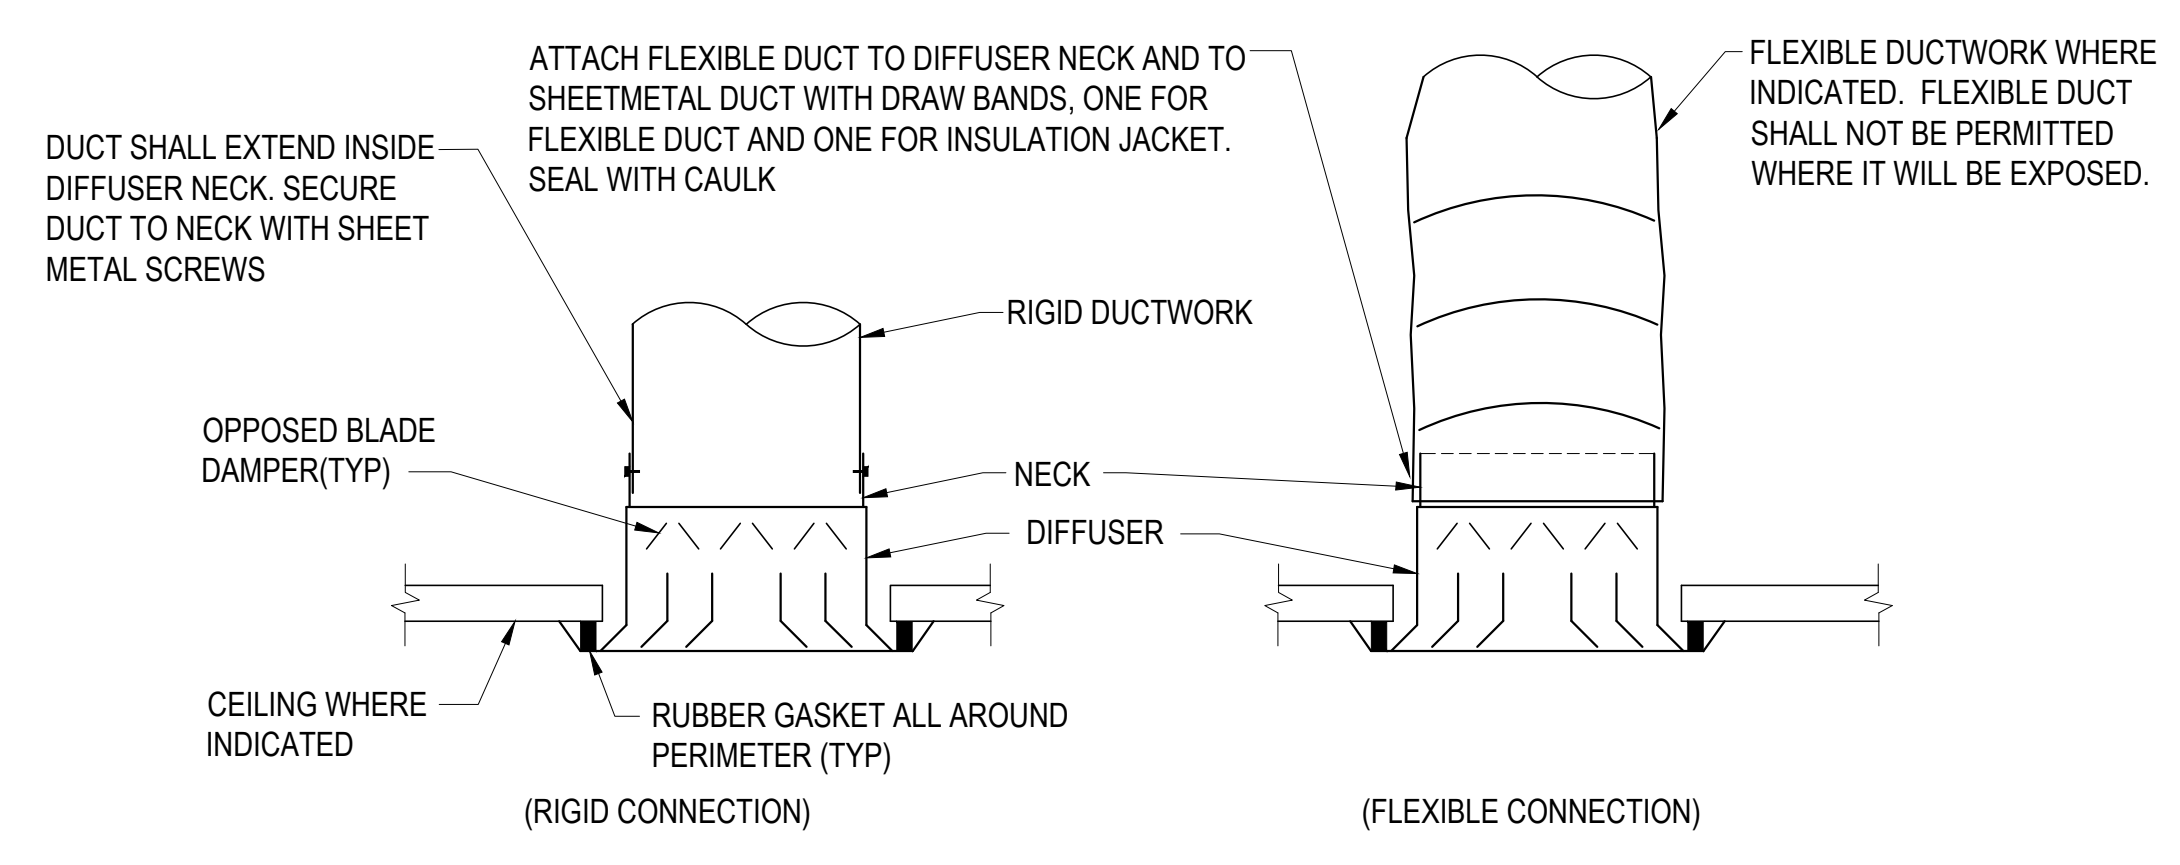 ATTACH FLEXIBLE DUCT TO DIFFUSER NECK AND TO
SHEETMETAL DUCT WITH DRAW BANDS, ONE FOR
FLEXIBLE DUCT AND ONE FOR INSULATION JACKET.
SEAL WITH CAULK
FLEXIBLE DUCTWORK WHERE
INDICATED. FLEXIBLE DUCT
SHALL NOT BE PERMITTED
WHERE IT WILL BE EXPOSED.
DUCT SHALL EXTEND INSIDE
DIFFUSER NECK. SECURE
DUCT TO NECK WITH SHEET
METAL SCREWS
RIGID DUCTWORK
OPPOSED BLADE
DAMPER(TYP)
NECK
DIFFUSER
CEILING WHERE
INDICATED
RUBBER GASKET ALL AROUND
PERIMETER (TYP)
(RIGID CONNECTION)
(FLEXIBLE CONNECTION)